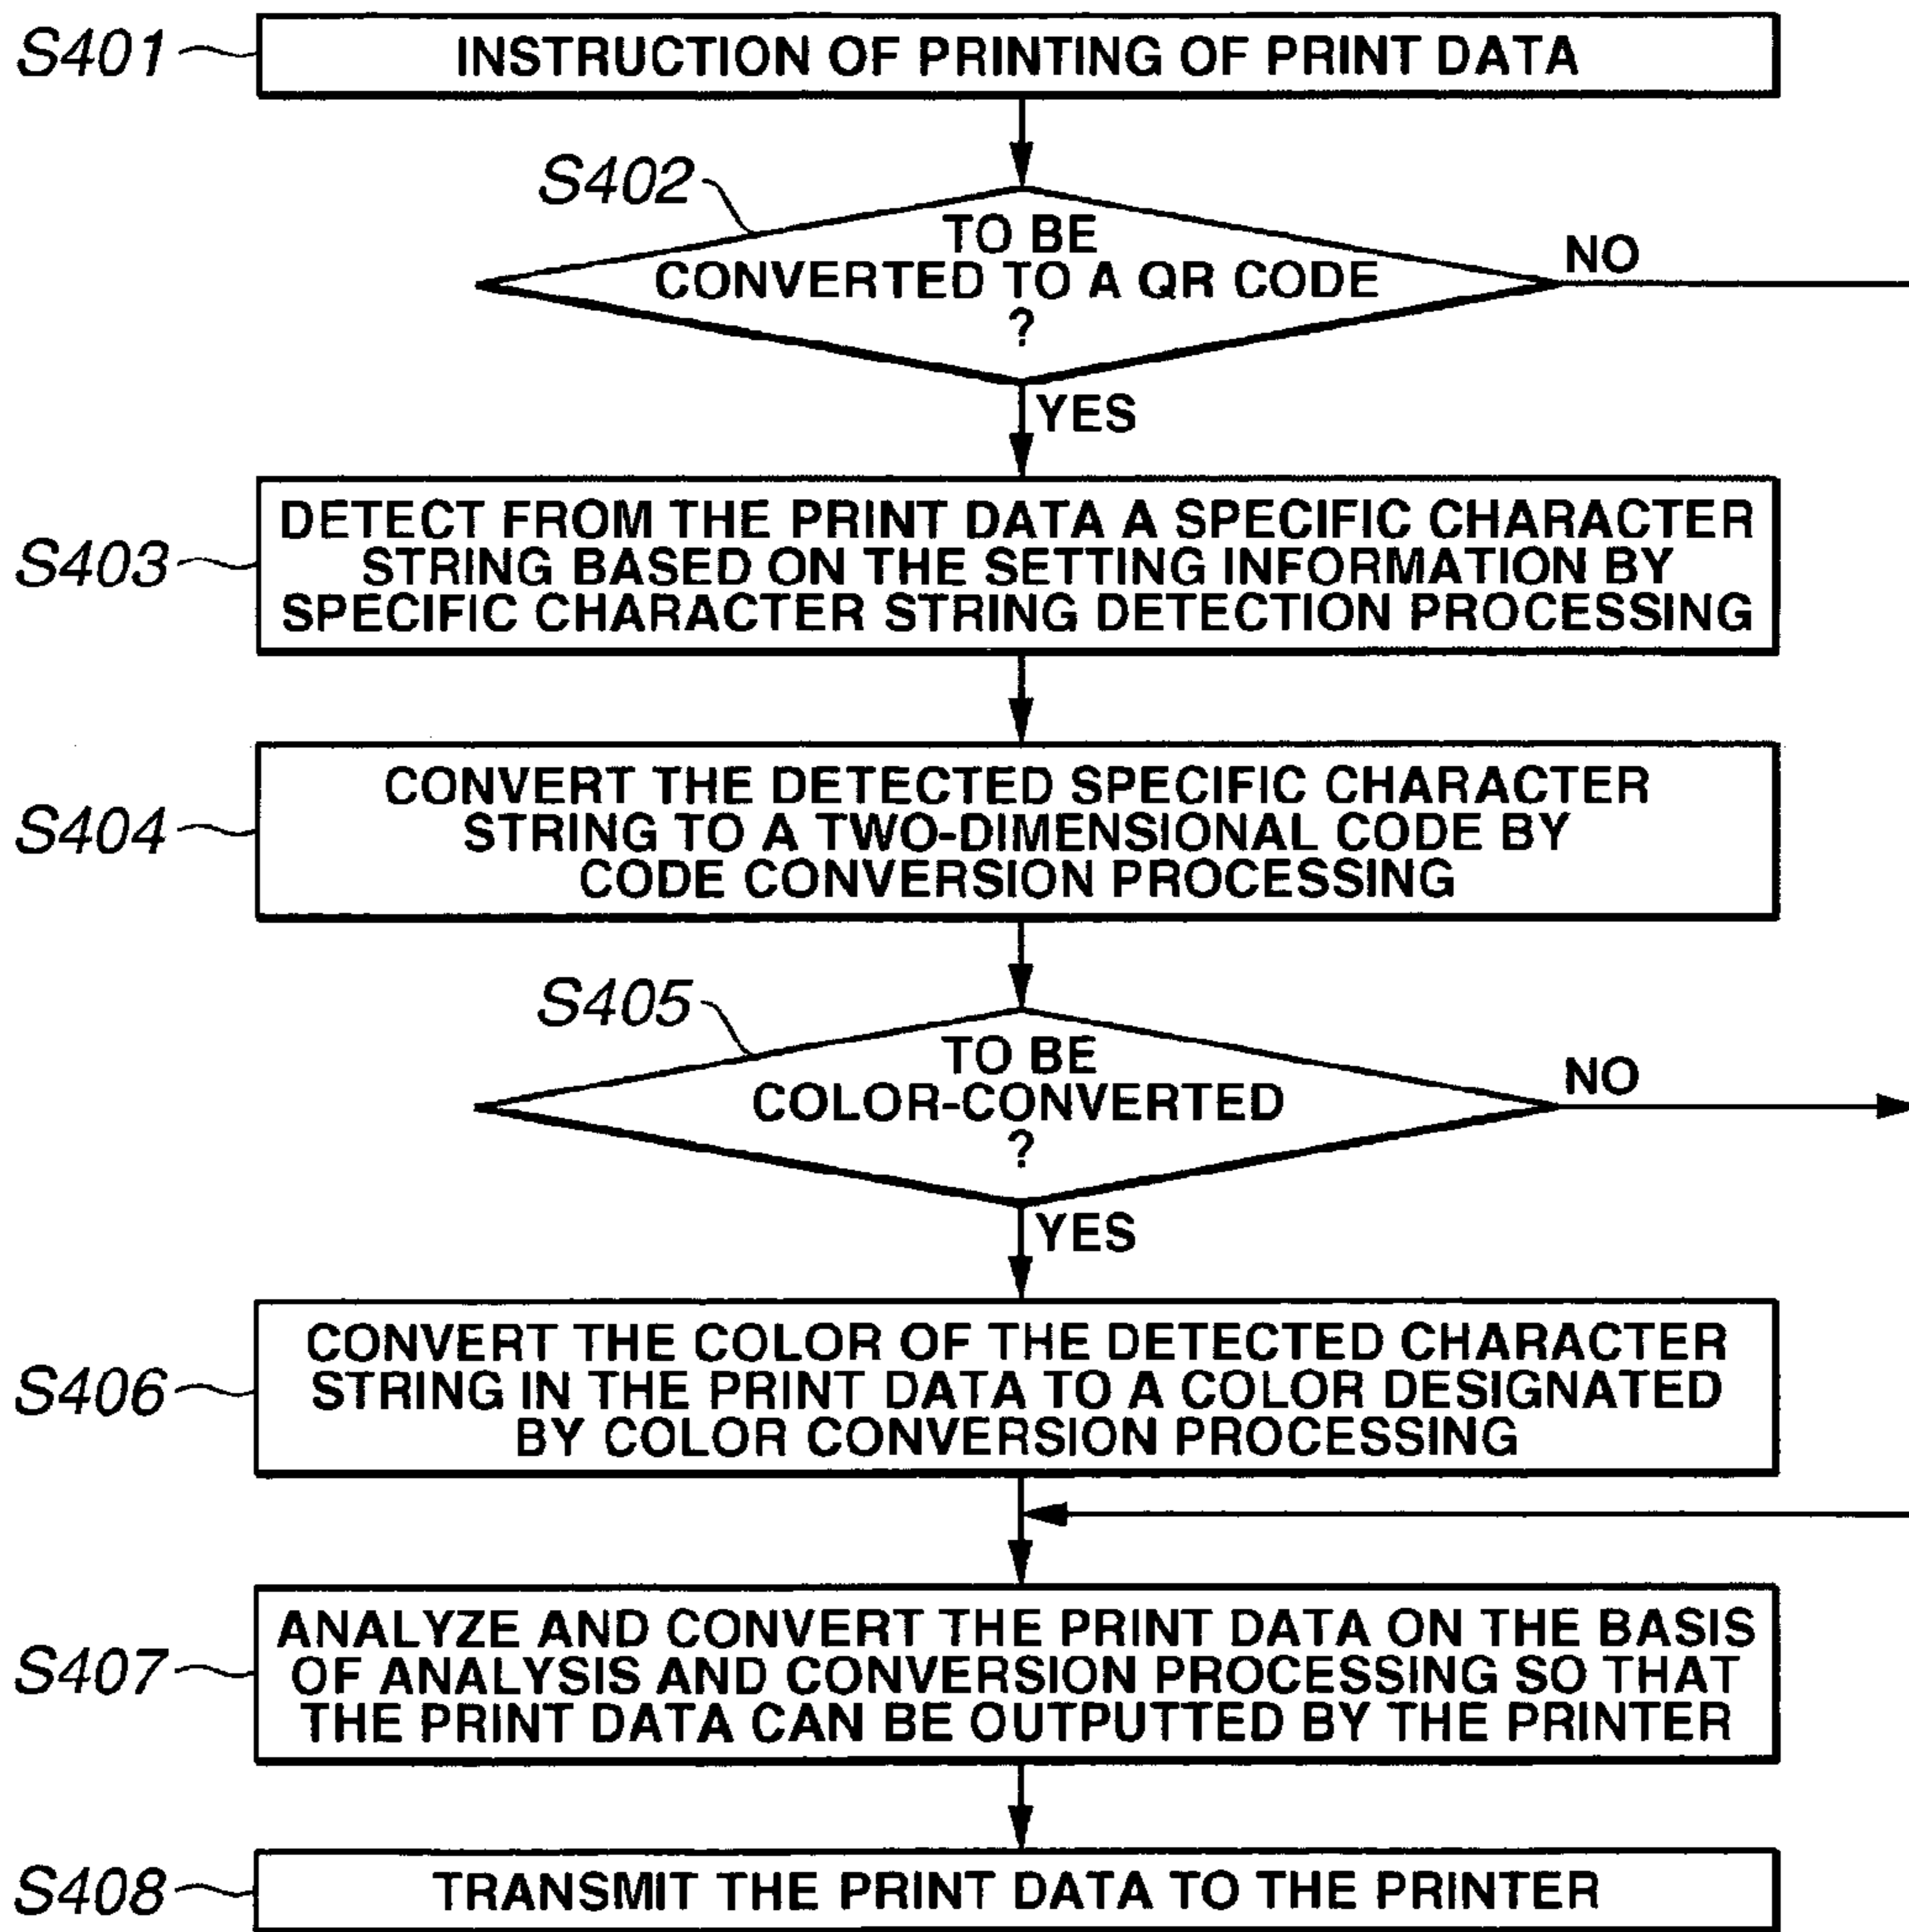 S401
INSTRUCTION OF PRINTING OF PRINT DATA
S402
TO BE
CONVERTED TO A QR CODE
?
NO
YES
S403
DETECT FROM THE PRINT DATA A SPECIFIC CHARACTER
STRING BASED ON THE SETTING INFORMATION BY
SPECIFIC CHARACTER STRING DETECTION PROCESSING
S404
CONVERT THE DETECTED SPECIFIC CHARACTER
STRING TO A TWO-DIMENSIONAL CODE BY
CODE CONVERSION PROCESSING
S405
TO BE
COLOR-CONVERTED
?
NO
YES
S406
CONVERT THE COLOR OF THE DETECTED CHARACTER
STRING IN THE PRINT DATA TO A COLOR DESIGNATED
BY COLOR CONVERSION PROCESSING
S407
ANALYZE AND CONVERT THE PRINT DATA ON THE BASIS
OF ANALYSIS AND CONVERSION PROCESSING SO THAT
THE PRINT DATA CAN BE OUTPUTTED BY THE PRINTER
S408
TRANSMIT THE PRINT DATA TO THE PRINTER